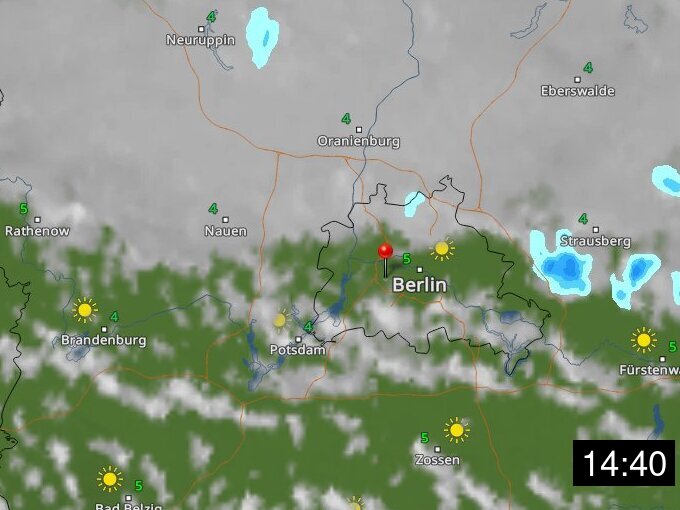 4
Neuruppin
4
Eberswalde
4
Oranienburg
5
Rathenow
4
Nauen
4
Strausberg
5
Berlin
4
Brandenburg
4
Potsdam
5
Fürstenwa
5
Zossen
14:40
5
Bad Belzig